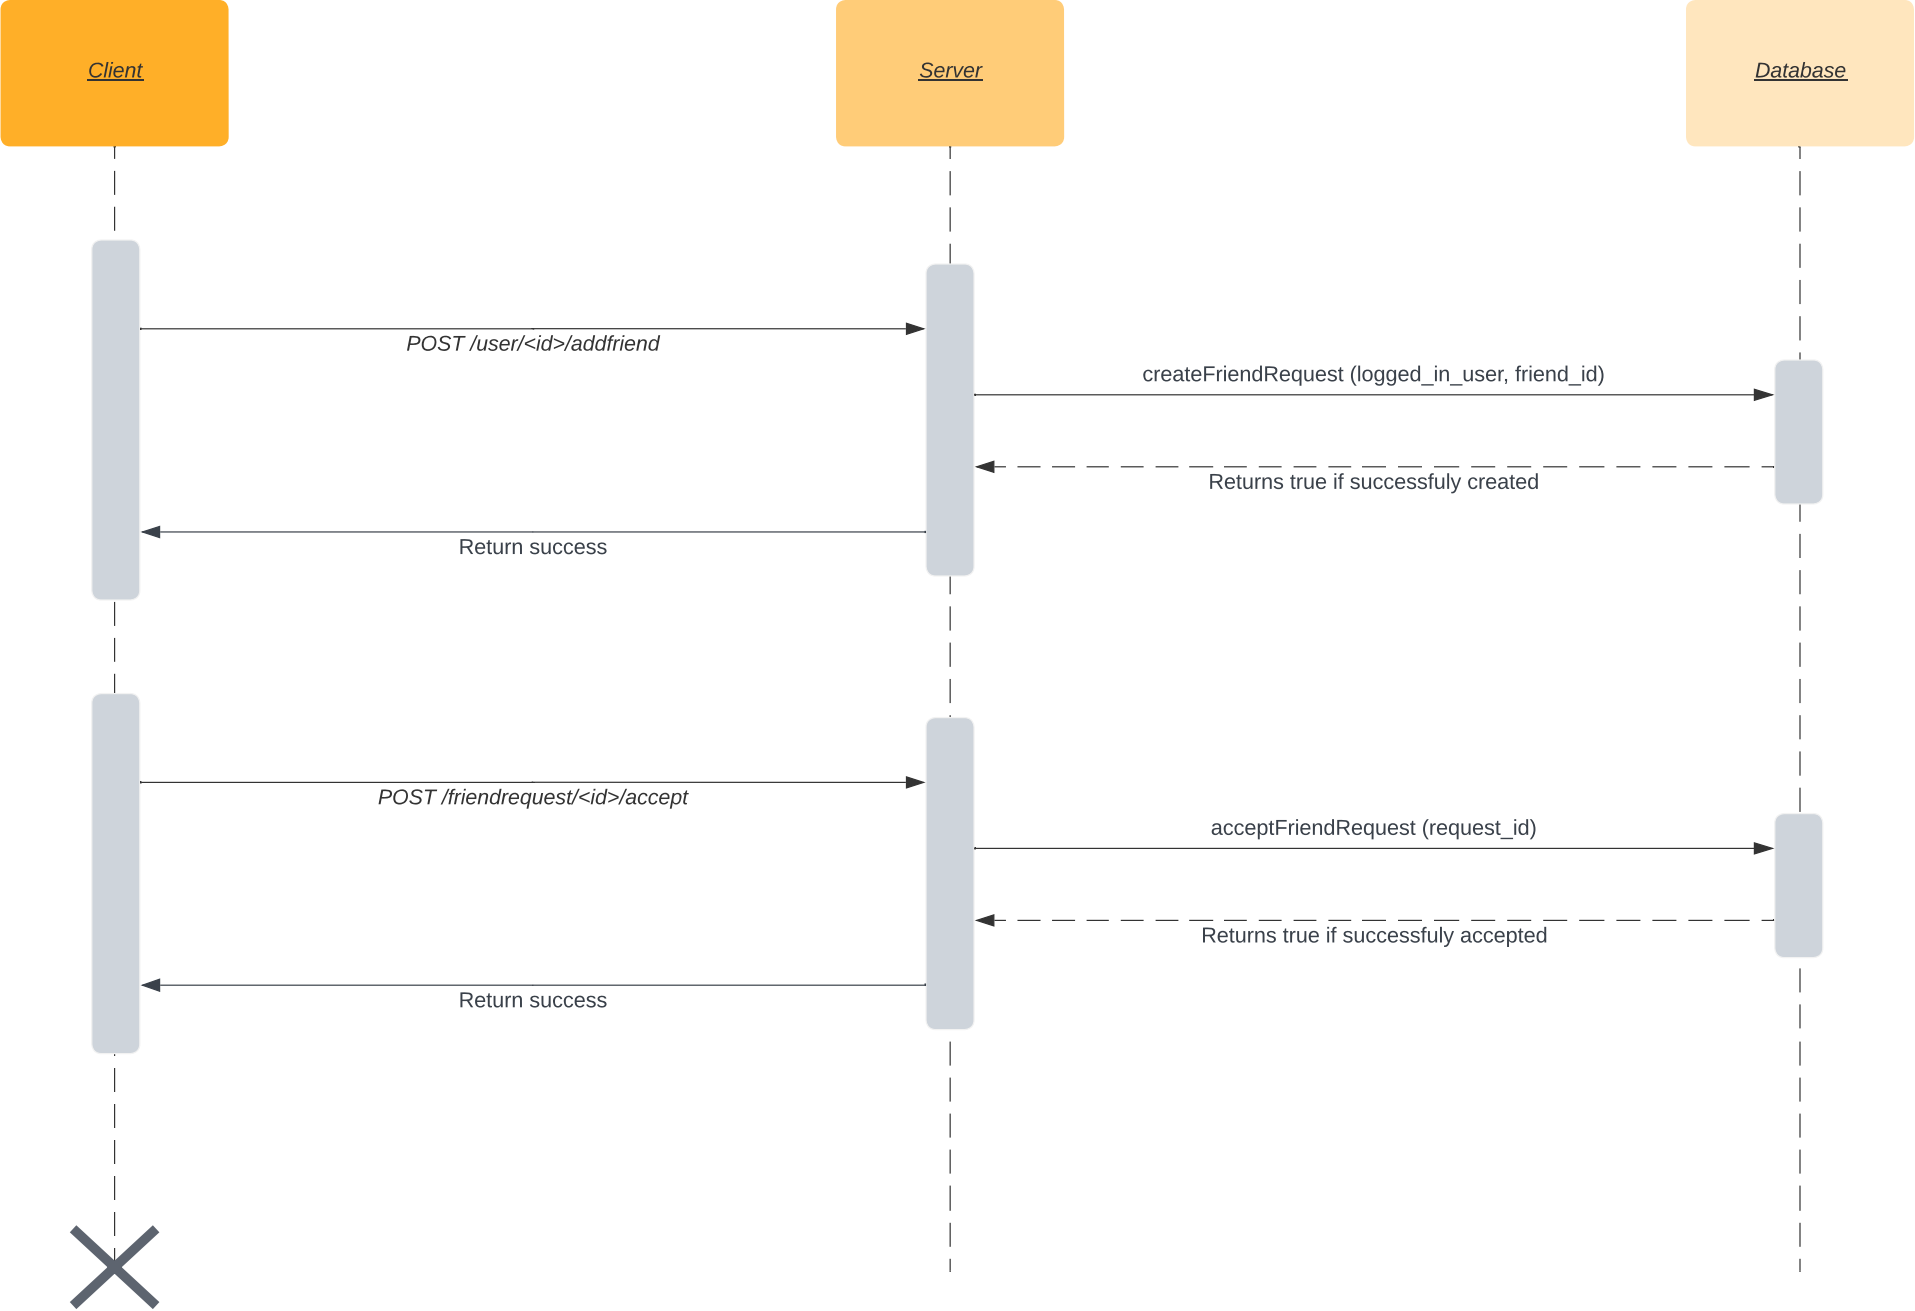 Client
Server
Database
POST /user/<id>/addfriend
createFriendRequest (logged_in_user, friend_id)
Returns true if successfuly created
Return success
POST /friendrequest/<id>/accept
acceptFriendRequest (request_id)
Returns true if successfuly accepted
Return success